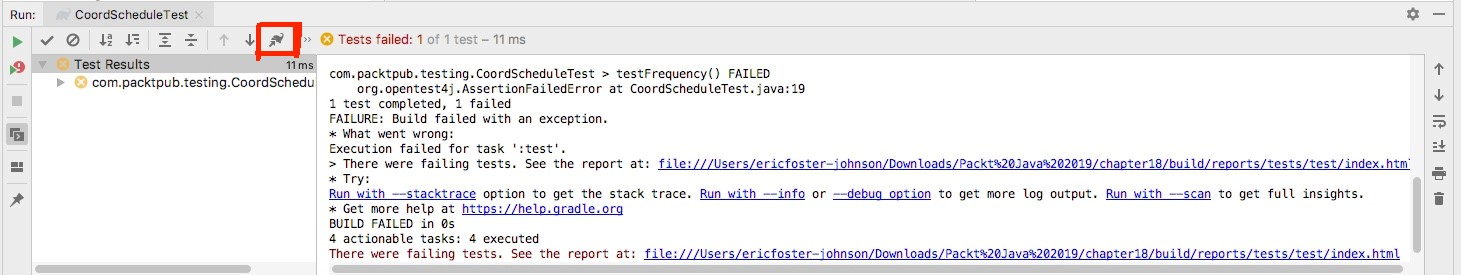 Run: CoordScheduleTest
Tests failed: 1 of 1 test – 11 ms
Test Results 11 ms
com.packtpub.testing.CoordSchedu
com.packtpub.testing.CoordScheduleTest > testFrequency() FAILED
org.opentest4j.AssertionFailedError at CoordScheduleTest.java:19
1 test completed, 1 failed
FAILURE: Build failed with an exception.
* What went wrong:
Execution failed for task ':test'.
> There were failing tests. See the report at: file:///Users/ericfoster-johnson/Downloads/Packt%20Java%202019/chapter18/build/reports/tests/test/index.html
* Try:
Run with --stacktrace option to get the stack trace. Run with --info or --debug option to get more log output. Run with --scan to get full insights.
* Get more help at https://help.gradle.org
BUILD FAILED in 0s
4 actionable tasks: 4 executed
There were failing tests. See the report at: file:///Users/ericfoster-johnson/Downloads/Packt%20Java%202019/chapter18/build/reports/tests/test/index.html